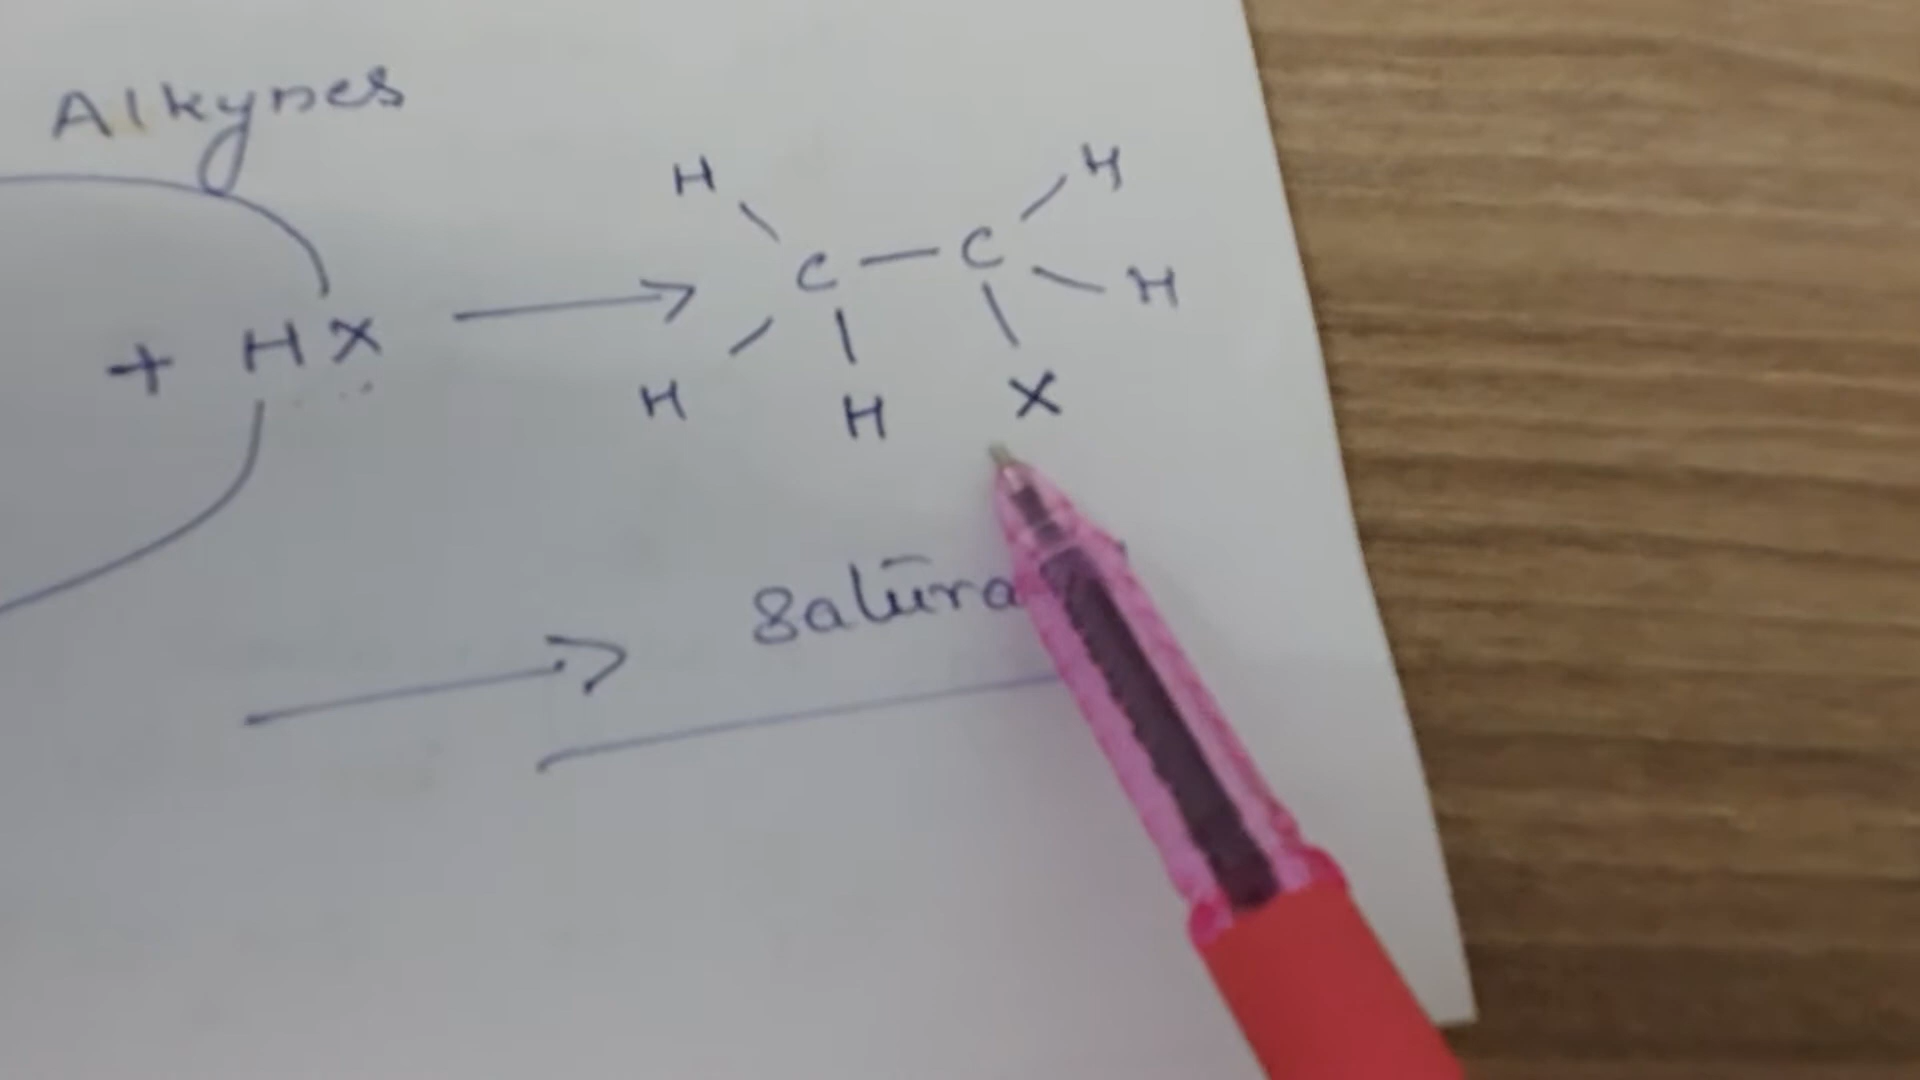 Alkynes
H H
C — C
+ HX → H
H H X
→ satura